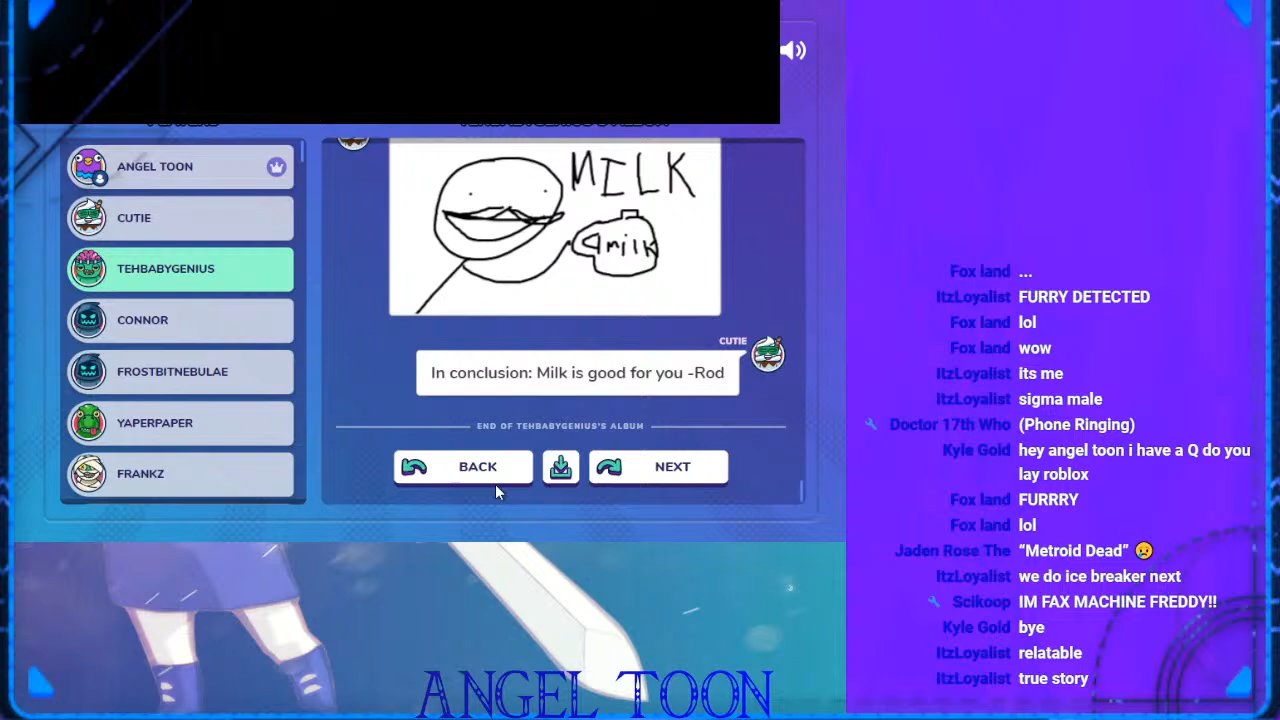 ANGEL TOON
CUTIE
TEHBABYGENIUS
CONNOR
FROSTBITNEBULAE
YAPERPAPER
FRANKZ
MILK
milk
CUTIE
In conclusion: Milk is good for you -Rod
END OF TEHBABYGENIUS'S ALBUM
BACK
NEXT
ANGEL TOON
Fox land ...
ItzLoyalist FURRY DETECTED
Fox land lol
Fox land wow
ItzLoyalist its me
ItzLoyalist sigma male
Doctor 17th Who (Phone Ringing)
Kyle Gold hey angel toon i have a Q do you
lay roblox
Fox land FURRRY
Fox land lol
Jaden Rose The “Metroid Dead” 😥
ItzLoyalist we do ice breaker next
Scikoop IM FAX MACHINE FREDDY!!
Kyle Gold bye
ItzLoyalist relatable
ItzLoyalist true story